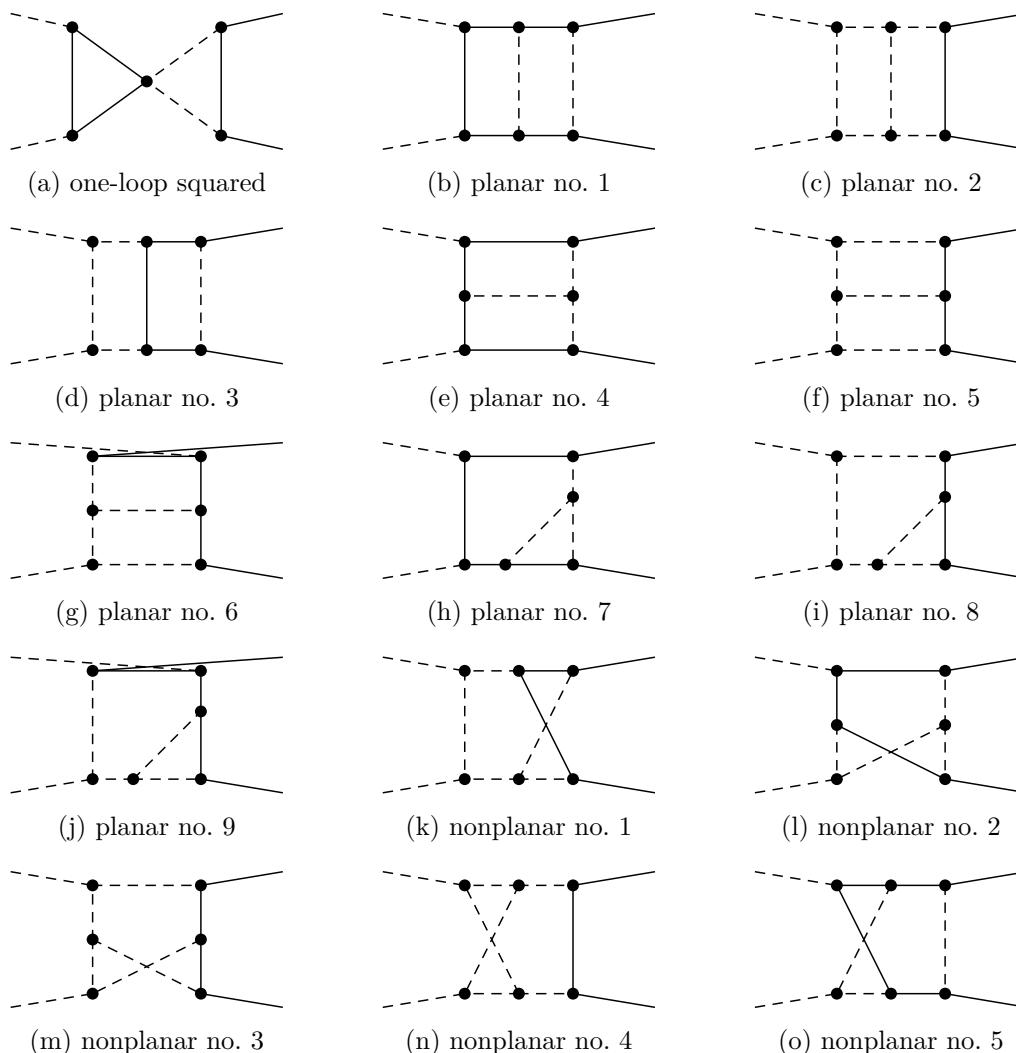 (a) one-loop squared
(b) planar no. 1
(c) planar no. 2
(d) planar no. 3
(e) planar no. 4
(f) planar no. 5
(g) planar no. 6
(h) planar no. 7
(i) planar no. 8
(j) planar no. 9
(k) nonplanar no. 1
(l) nonplanar no. 2
(m) nonplanar no. 3
(n) nonplanar no. 4
(o) nonplanar no. 5